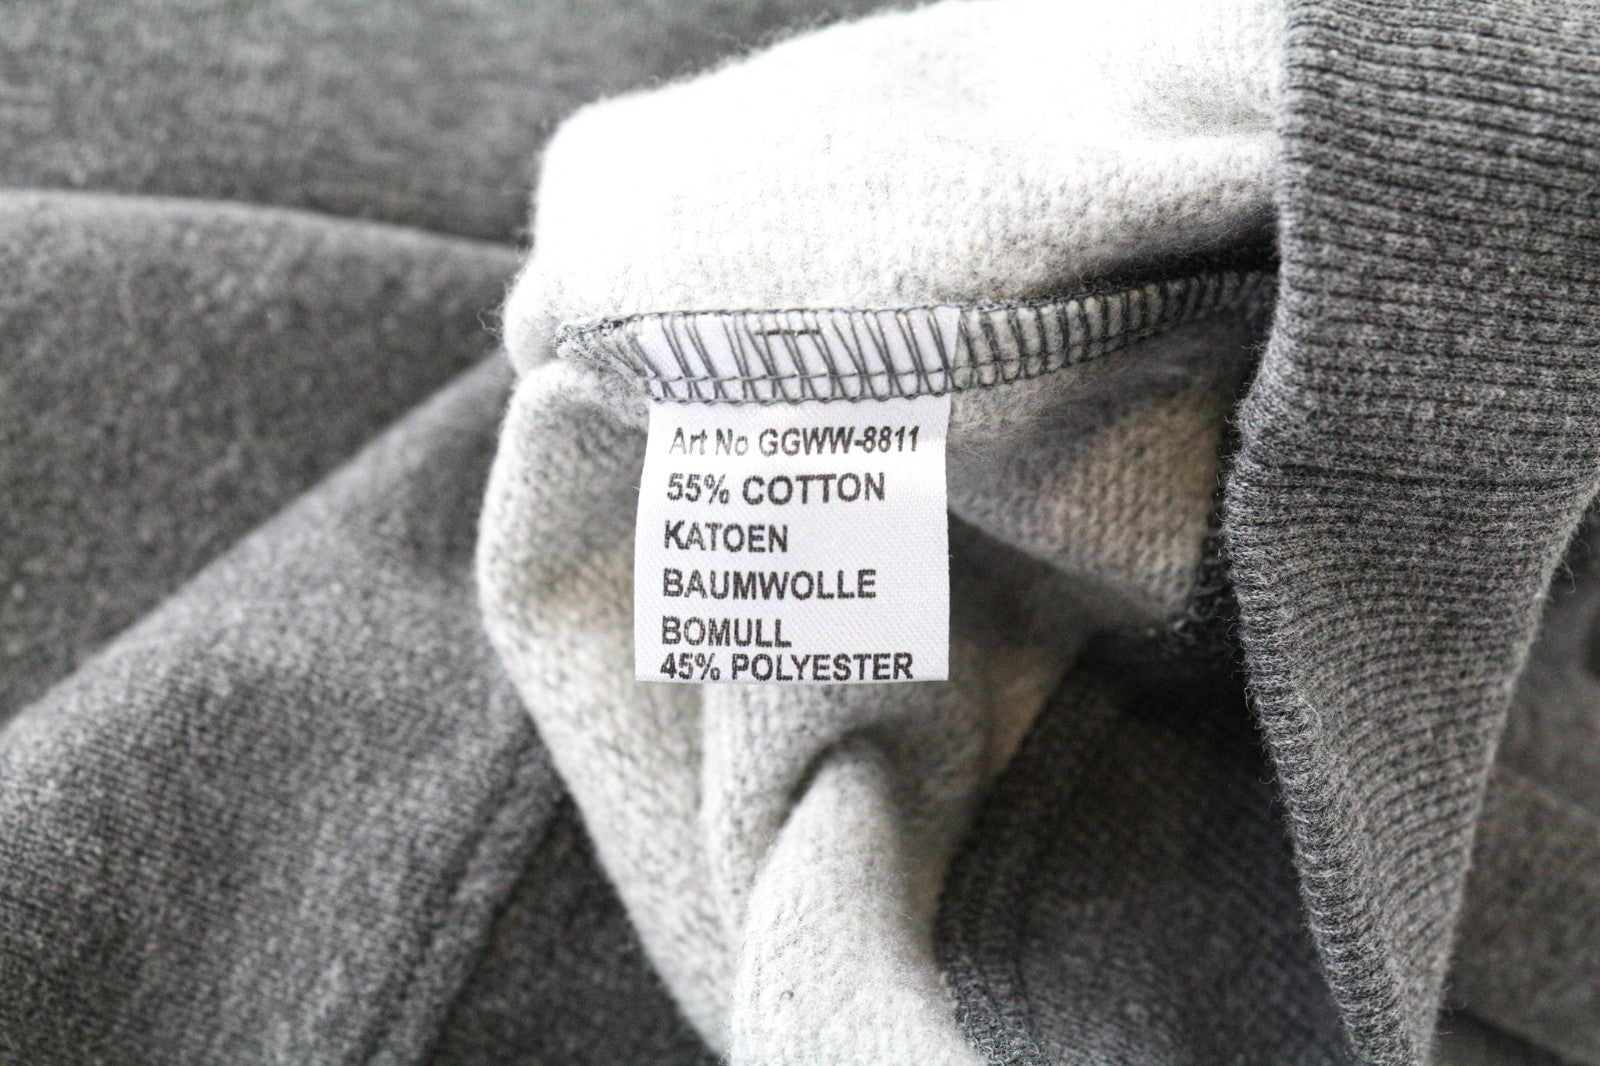 Art No GGWW-8811
55% COTTON
KATOEN
BAUMWOLLE
BOMULL
45% POLYESTER